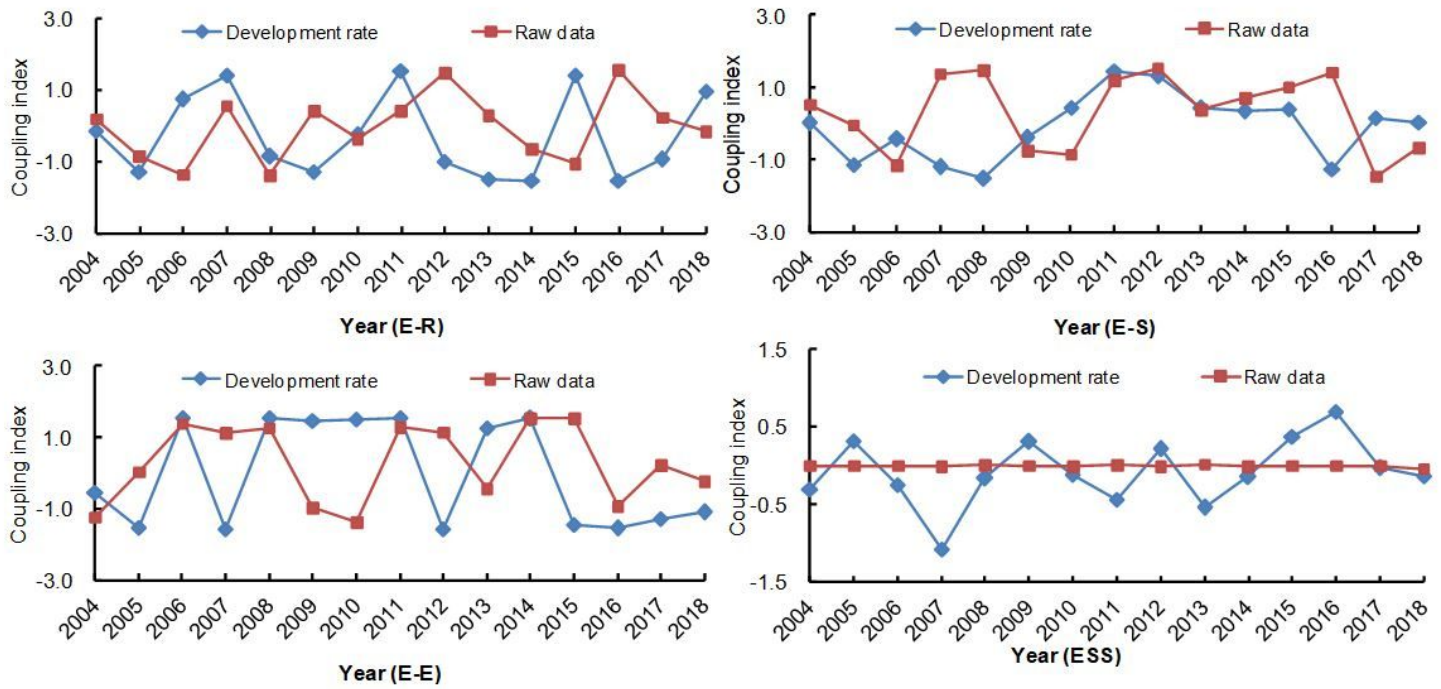 3.0
1.0
-1.0
-3.0
Coupling index
Development rate
Raw data
2004 2005 2006 2007 2008 2009 2010 2011 2012 2013 2014 2015 2016 2017 2018
Year (E-R)
3.0
1.0
-1.0
-3.0
Coupling index
Development rate
Raw data
2004 2005 2006 2007 2008 2009 2010 2011 2012 2013 2014 2015 2016 2017 2018
Year (E-S)
3.0
1.0
-1.0
-3.0
Coupling index
Development rate
Raw data
2004 2005 2006 2007 2008 2009 2010 2011 2012 2013 2014 2015 2016 2017 2018
Year (E-E)
1.5
0.5
-0.5
-1.5
Coupling index
Development rate
Raw data
2004 2005 2006 2007 2008 2009 2010 2011 2012 2013 2014 2015 2016 2017 2018
Year (ESS)